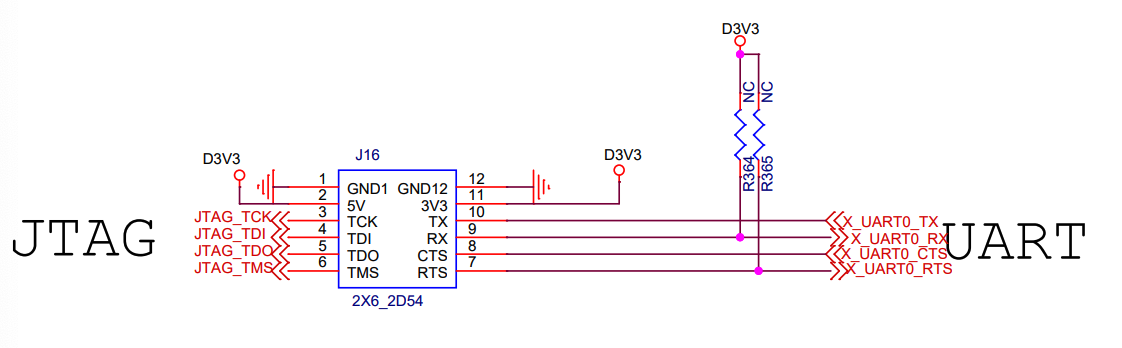 D3V3
NC NC
R364 R365
D3V3 J16 D3V3
1 GND1 GND12 12
2 5V 3V3 11
JTAG_TCK 3 TCK TX 10 X_UART0_TX
JTAG_TDI 4 TDI RX 9 X_UART0_RX
JTAG UART
JTAG_TDO 5 TDO CTS 8 X_UART0_CTS
JTAG_TMS 6 TMS RTS 7 X_UART0_RTS
2X6_2D54